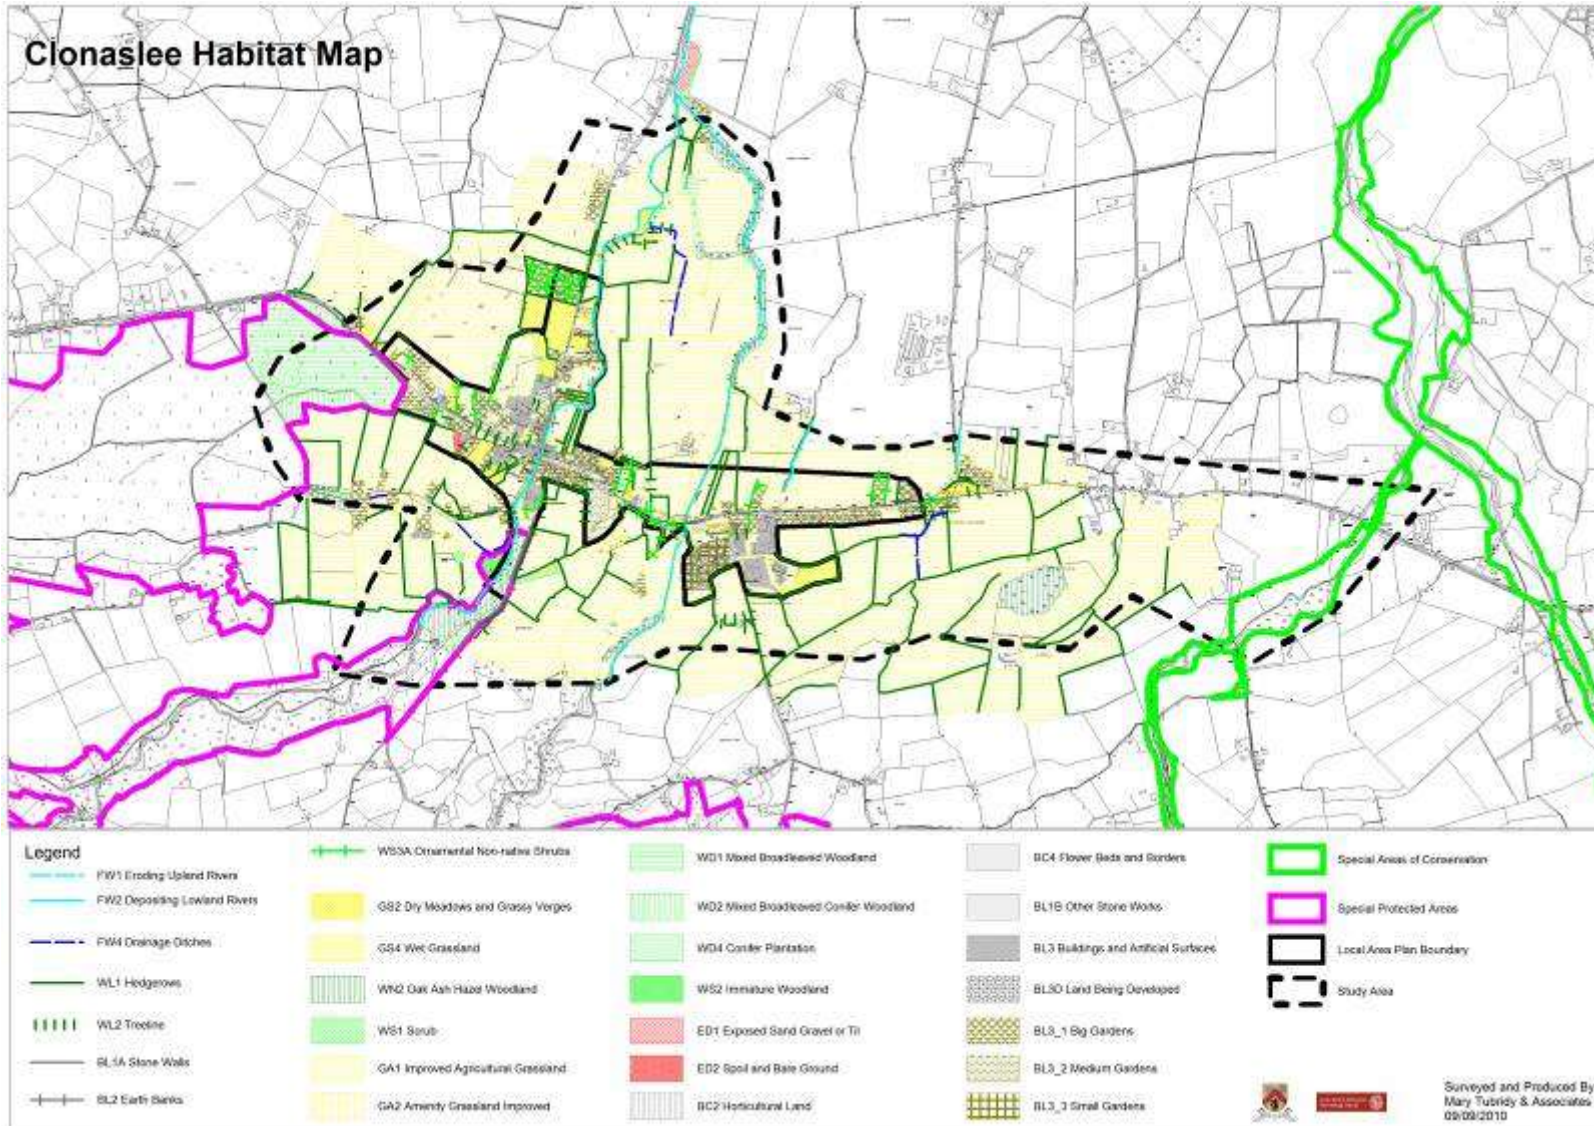 Clonaslee Habitat Map
Legend
FW1 Eroding Upland Rivers
FW2 Depositing Lowland Rivers
FW4 Drainage Ditches
WL1 Hedgerows
WL2 Treeline
BL1A Stone Walls
BL2 Earth Banks
WS3A Ornamental Non-native Shrubs
GS2 Dry Meadows and Grassy Verges
GS4 Wet Grassland
WN2 Oak Ash Hazel Woodland
WS1 Scrub
GA1 Improved Agricultural Grassland
GA2 Amenity Grassland Improved
WD1 Mixed Broadleaved Woodland
WD2 Mixed Broadleaved Conifer Woodland
WD4 Conifer Plantation
WS2 Immature Woodland
ED1 Exposed Sand Gravel or Til
ED2 Spoil and Bare Ground
BC2 Horticultural Land
BC4 Flower Beds and Borders
BL1B Other Stone Works
BL3 Buildings and Artificial Surfaces
BL3D Land Being Developed
BL3_1 Big Gardens
BL3_2 Medium Gardens
BL3_3 Small Gardens
Special Areas of Conservation
Special Protected Areas
Local Area Plan Boundary
Study Area
Surveyed and Produced By
Mary Tubridy & Associates
09/09/2010